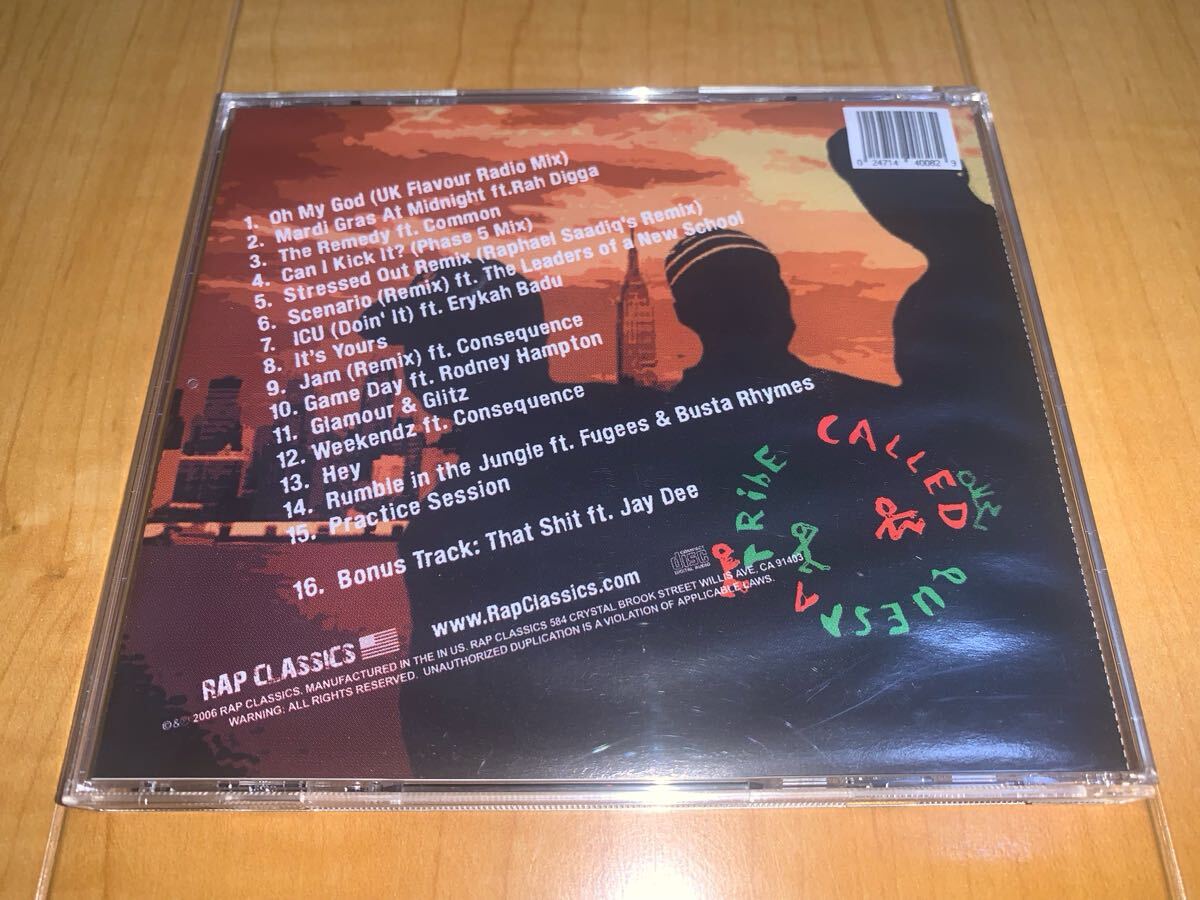 0 24714 40082 9
1. Oh My God (UK Flavour Radio Mix)
2. Mardi Gras At Midnight ft.Rah Digga
3. The Remedy ft. Common
4. Can I Kick It? (Phase 5 Mix)
5. Stressed Out Remix (Raphael Saadiq's Remix)
6. Scenario (Remix) ft. The Leaders of a New School
7. ICU (Doin' It) ft. Erykah Badu
8. It's Yours
9. Jam (Remix) ft. Consequence
10. Game Day ft. Rodney Hampton
11. Glamour & Glitz
12. Weekendz ft. Consequence
13. Hey
14. Rumble in the Jungle ft. Fugees & Busta Rhymes
15. Practice Session
16. Bonus Track: That Shit ft. Jay Dee
A TRibE CALLED QUEST
www.RapClassics.com
COMPACT
disc
DIGITAL AUDIO
RAP CLASSICS
©&℗ 2006 RAP CLASSICS. MANUFACTURED IN THE IN US. RAP CLASSICS 584 CRYSTAL BROOK STREET WILLIS AVE, CA 91403
WARNING: ALL RIGHTS RESERVED. UNAUTHORIZED DUPLICATION IS A VIOLATION OF APPLICABLE LAWS.